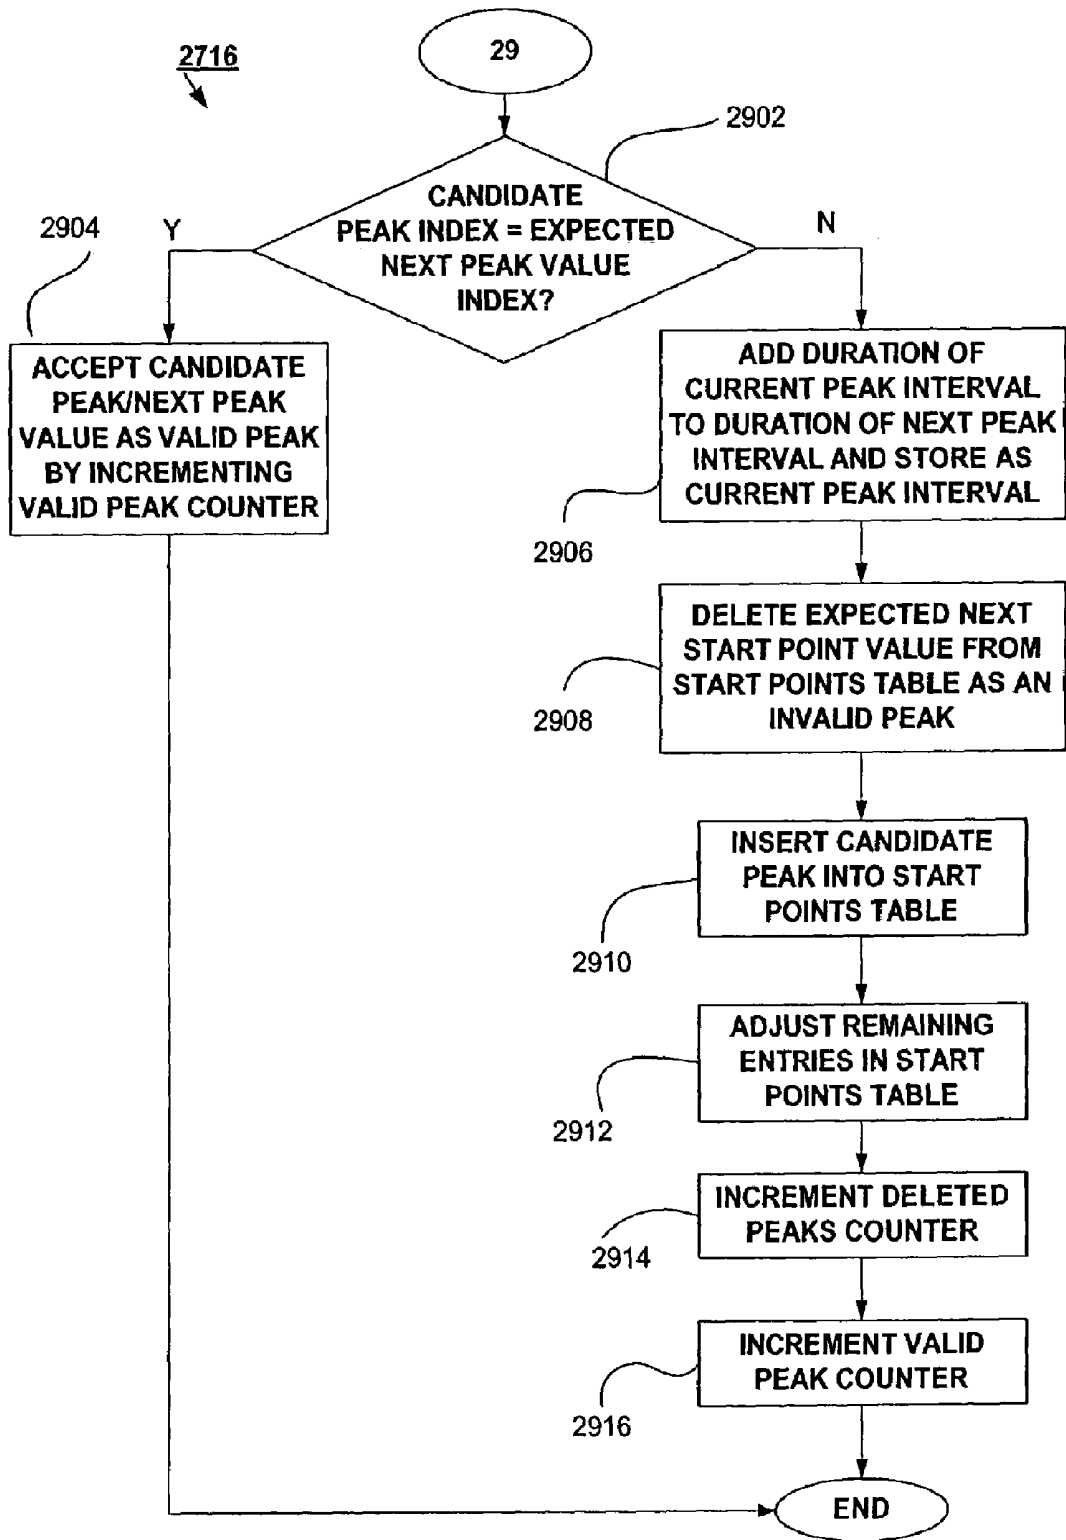 2716
29
2902
CANDIDATE
PEAK INDEX = EXPECTED
NEXT PEAK VALUE
INDEX?
Y
N
2904
ACCEPT CANDIDATE
PEAK/NEXT PEAK
VALUE AS VALID PEAK
BY INCREMENTING
VALID PEAK COUNTER
ADD DURATION OF
CURRENT PEAK INTERVAL
TO DURATION OF NEXT PEAK
INTERVAL AND STORE AS
CURRENT PEAK INTERVAL
2906
DELETE EXPECTED NEXT
START POINT VALUE FROM
START POINTS TABLE AS AN
INVALID PEAK
2908
INSERT CANDIDATE
PEAK INTO START
POINTS TABLE
2910
ADJUST REMAINING
ENTRIES IN START
POINTS TABLE
2912
INCREMENT DELETED
PEAKS COUNTER
2914
INCREMENT VALID
PEAK COUNTER
2916
END